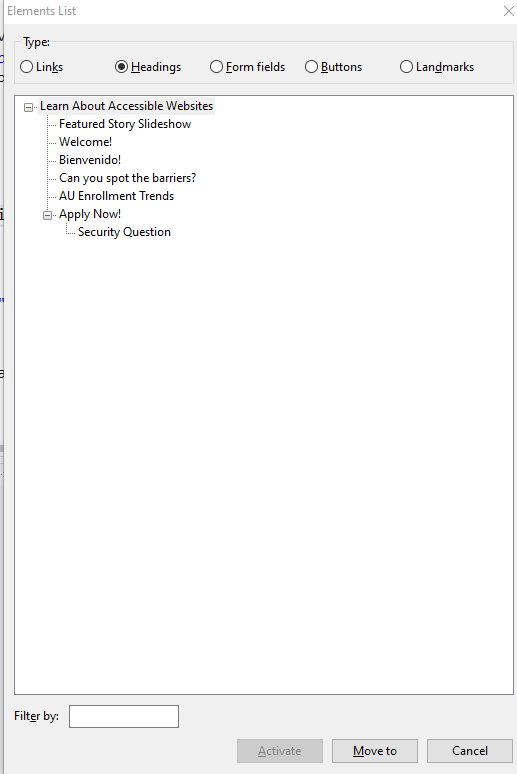 Elements List
Type:
Links Headings Form fields Buttons Landmarks
Learn About Accessible Websites
Featured Story Slideshow
Welcome!
Bienvenido!
Can you spot the barriers?
AU Enrollment Trends
Apply Now!
Security Question
Filter by:
Activate Move to Cancel